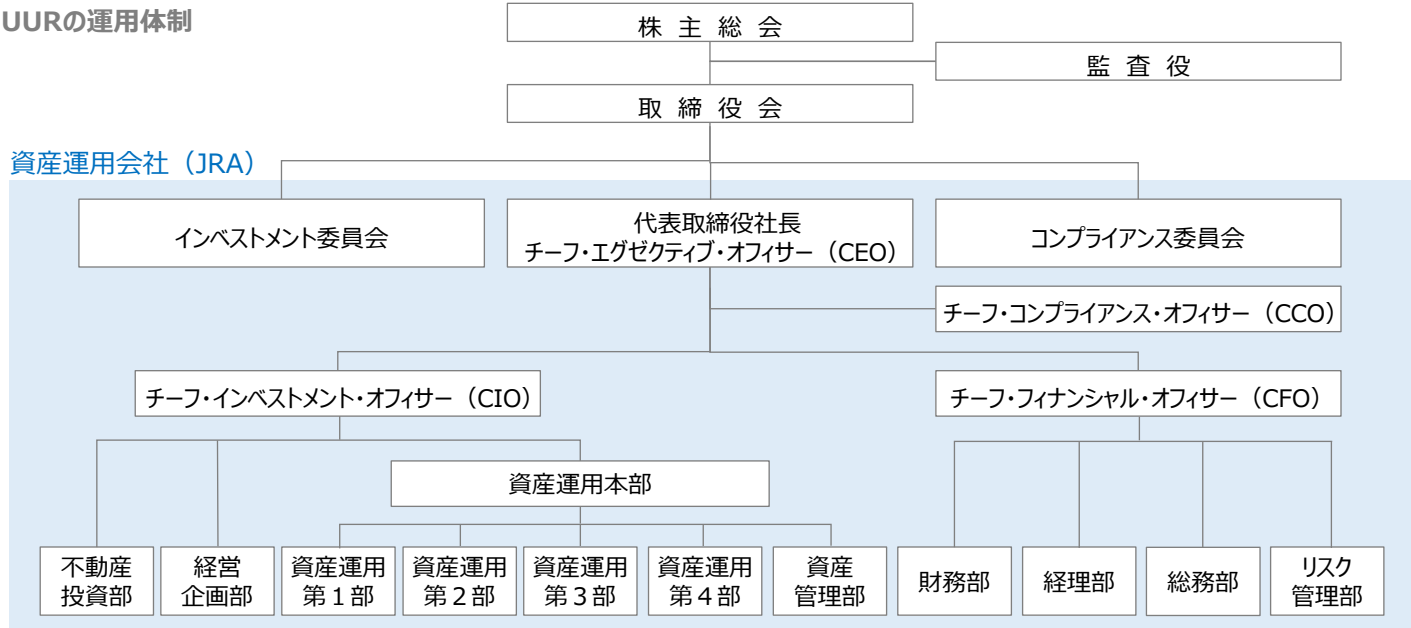 UURの運用体制
株 主 総 会
監 査 役
取 締 役 会
資産運用会社（JRA）
インベストメント委員会
代表取締役社長
チーフ・エグゼクティブ・オフィサー（CEO）
コンプライアンス委員会
チーフ・コンプライアンス・オフィサー（CCO）
チーフ・インベストメント・オフィサー（CIO）
チーフ・フィナンシャル・オフィサー（CFO）
資産運用本部
不動産
投資部
経営
企画部
資産運用
第１部
資産運用
第２部
資産運用
第３部
資産運用
第４部
資産
管理部
財務部
経理部
総務部
リスク
管理部